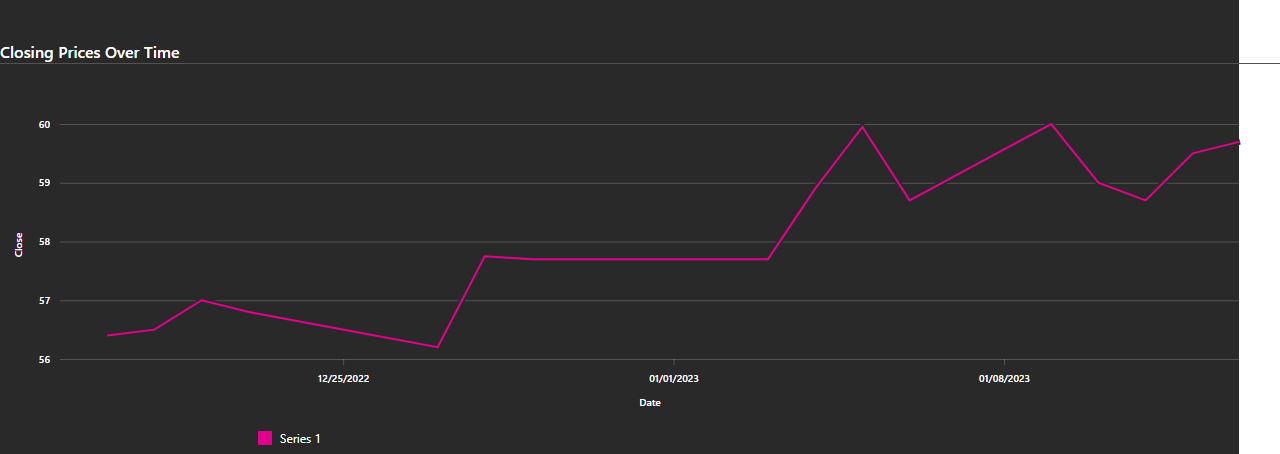 Closing Prices Over Time
60
59
58
57
56
Close
12/25/2022 01/01/2023 01/08/2023
Date
Series 1